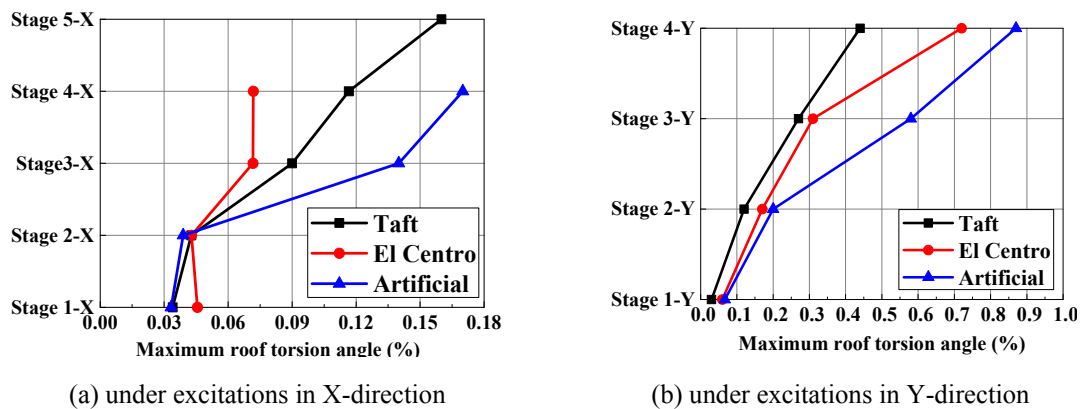 Stage 5-X
Stage 4-X
Stage3-X
Stage 2-X
Stage 1-X
0.00 0.03 0.06 0.09 0.12 0.15 0.18
Maximum roof torsion angle (%)
Taft
El Centro
Artificial
(a) under excitations in X-direction
Stage 4-Y
Stage 3-Y
Stage 2-Y
Stage 1-Y
0.0 0.1 0.2 0.3 0.4 0.5 0.6 0.7 0.8 0.9 1.0
Maximum roof torsion angle (%)
Taft
El Centro
Artificial
(b) under excitations in Y-direction